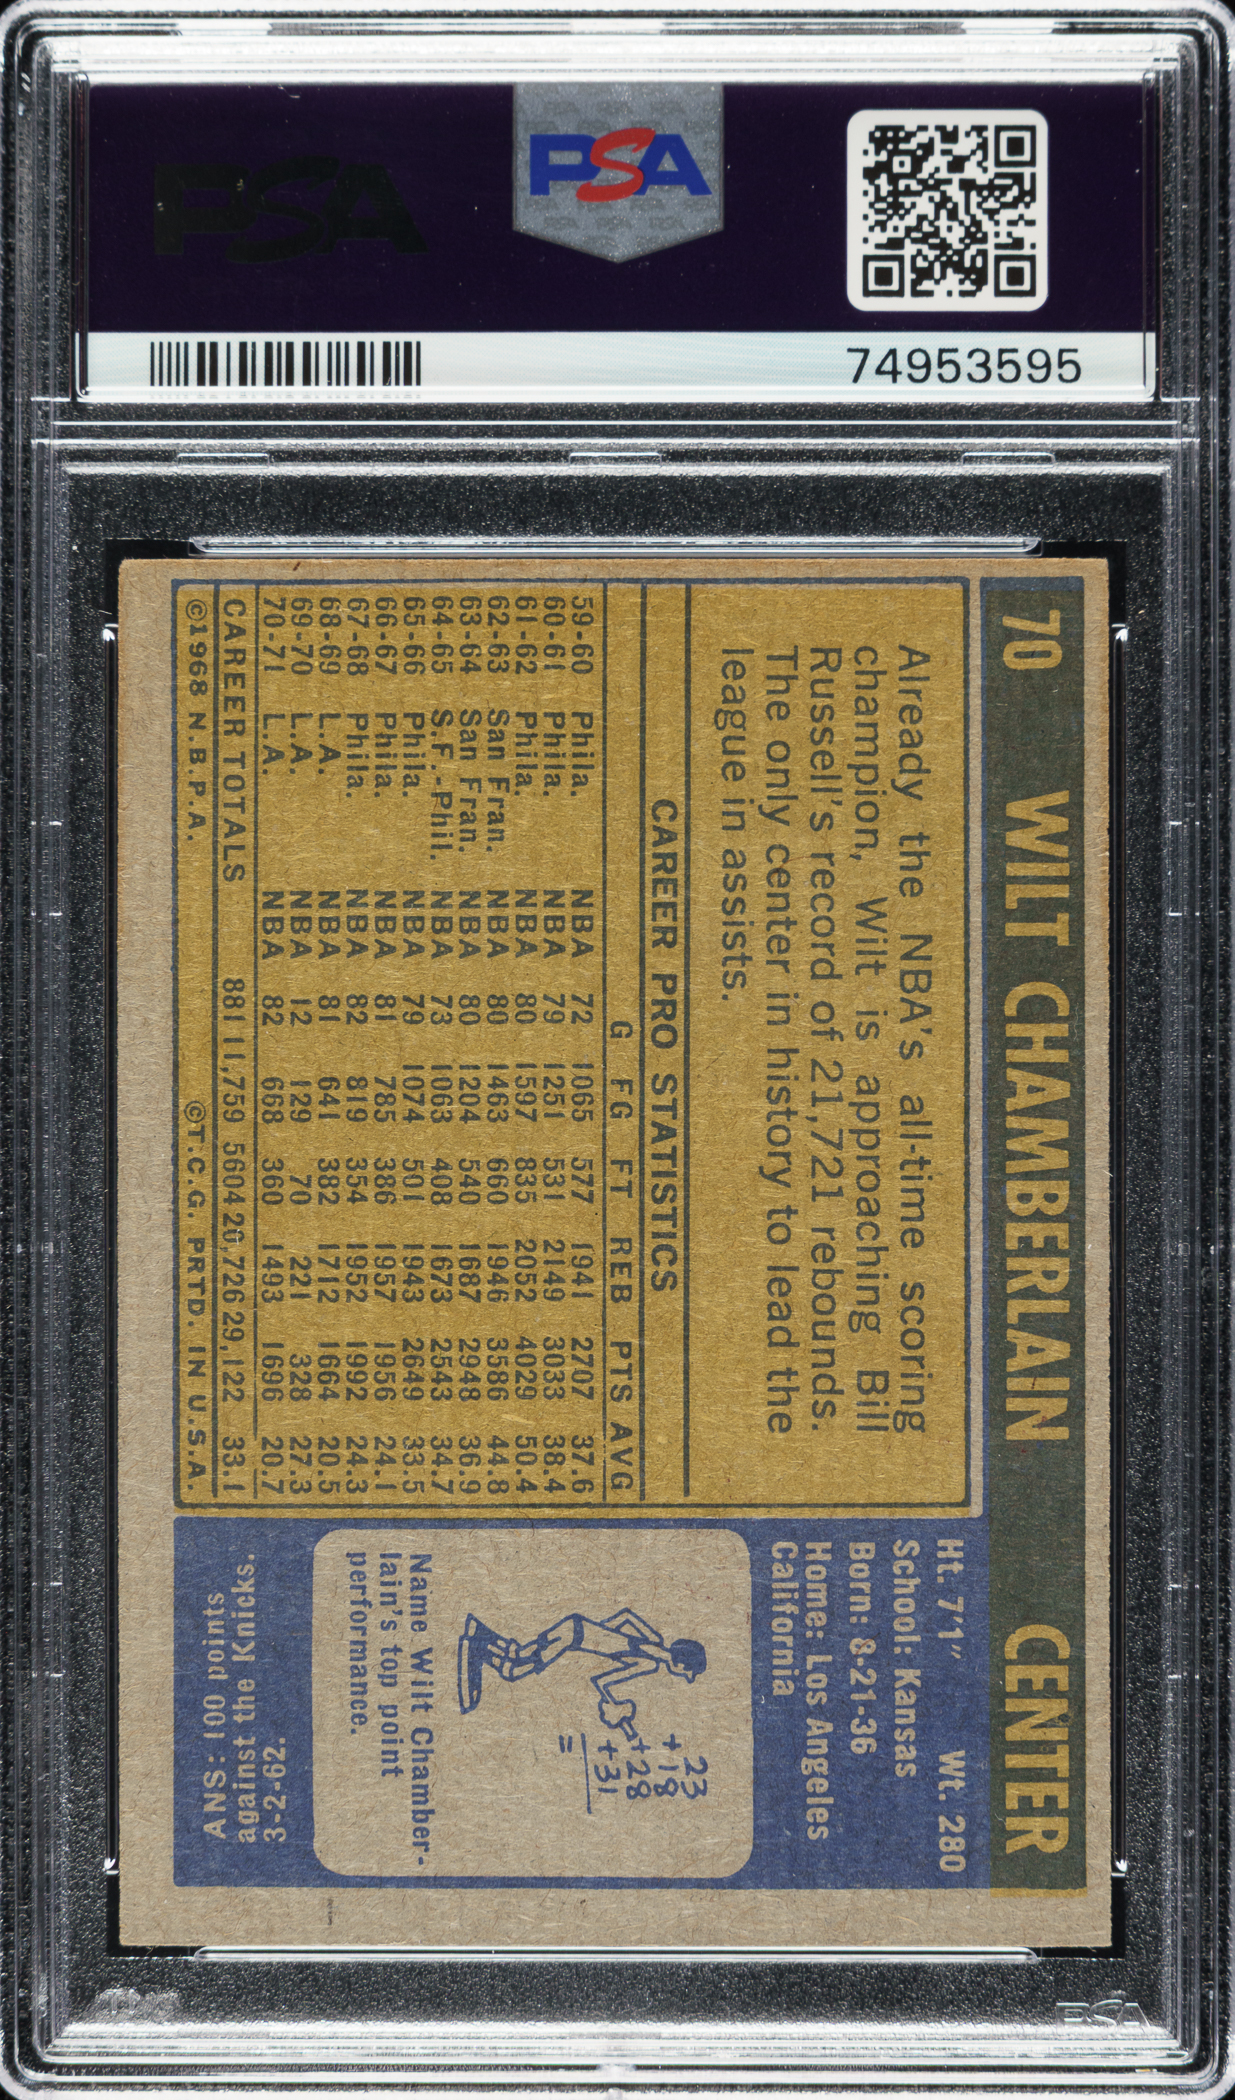 PSA
PSA
74953595
70 WILT CHAMBERLAIN CENTER
Already the NBA's all-time scoring
champion, Wilt is approaching Bill
Russell's record of 21,721 rebounds.
The only center in history to lead the
league in assists.
CAREER PRO STATISTICS
G FG FT REB PTS AVG
59-60 Phila. NBA 72 1065 577 1941 2707 37.6
60-61 Phila. NBA 79 1251 531 2149 3033 38.4
61-62 Phila. NBA 80 1597 835 2052 4029 50.4
62-63 San Fran. NBA 80 1463 660 1946 3586 44.8
63-64 San Fran. NBA 80 1204 540 1687 2948 36.9
64-65 S.F.-Phil. NBA 73 1063 408 1673 2543 34.7
65-66 Phila. NBA 79 1074 501 1943 2649 33.5
66-67 Phila. NBA 81 785 386 1957 1956 24.1
67-68 Phila. NBA 82 819 354 1952 1992 24.3
68-69 L.A. NBA 81 641 382 1712 1664 20.5
69-70 L.A. NBA 12 129 70 221 328 27.3
70-71 L.A. NBA 82 668 360 1493 1696 20.7
CAREER TOTALS 881 11,759 5604 20,726 29,122 33.1
©1968 N.B.P.A. ©T.C.G. PRTD. IN U.S.A.
Ht. 7'1" Wt. 280
School: Kansas
Born: 8-21-36
Home: Los Angeles
California
23
+18
+28
+31
=
Name Wilt Chamber-
lain's top point
performance.
ANS: 100 points
against the Knicks.
3-2-62.
PSA